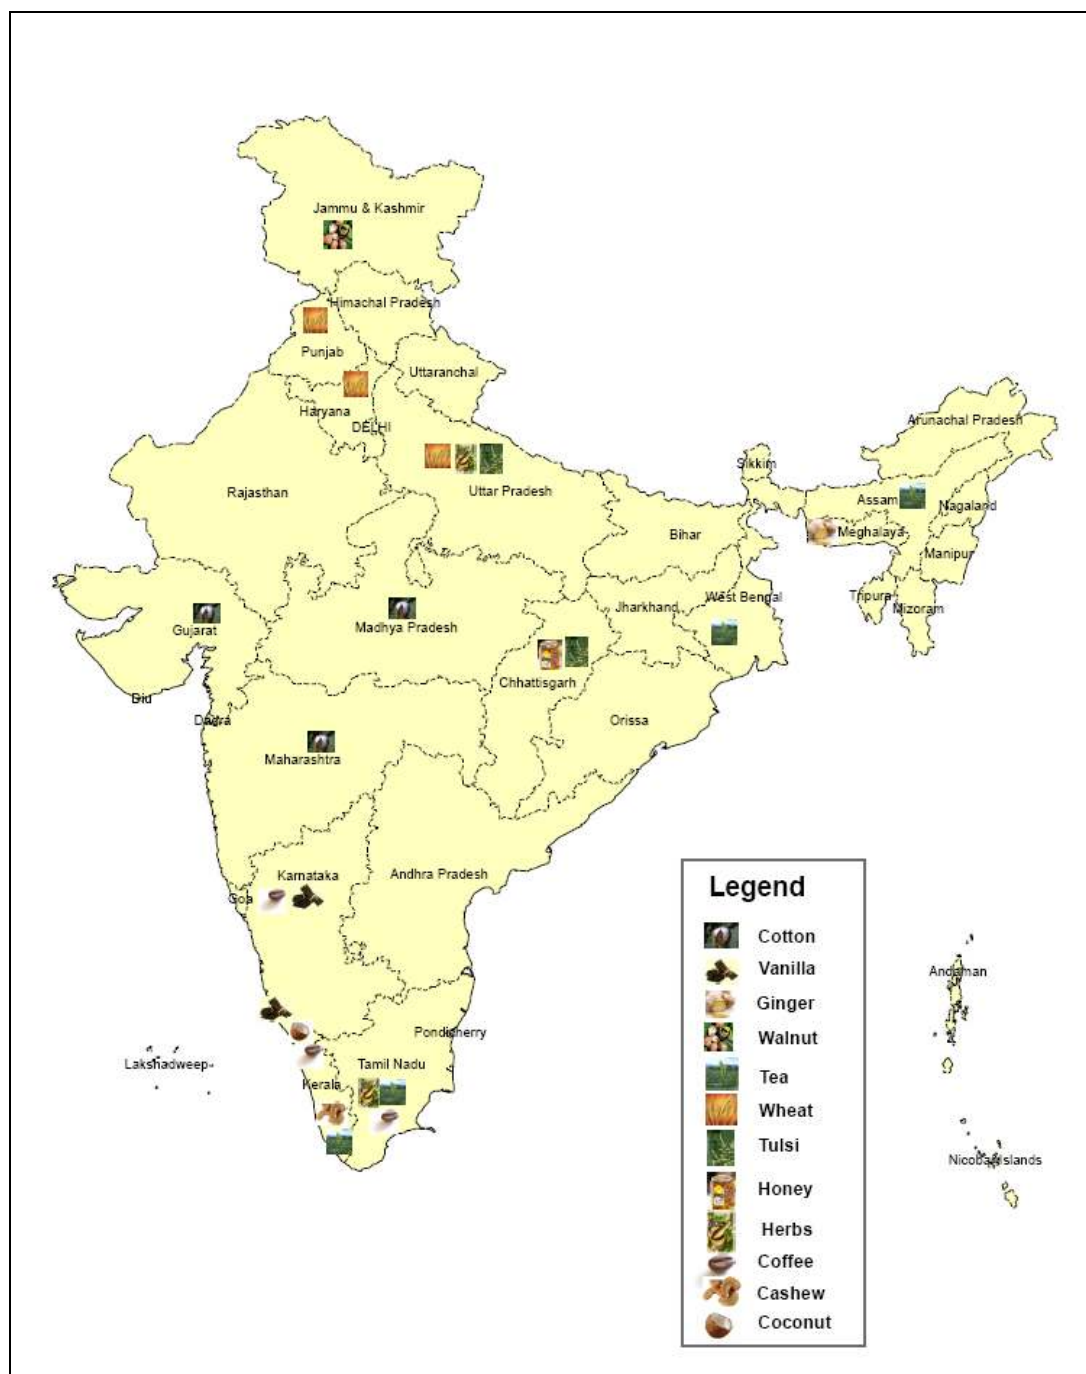 Jammu & Kashmir
Himachal Pradesh
Punjab
Uttaranchal
Haryana
DELHI
Arunachal Pradesh
Sikkim
Rajasthan
Uttar Pradesh
Assam
Nagaland
Bihar
Meghalaya
Manipur
Tripura
Mizoram
West Bengal
Jharkhand
Gujarat
Madhya Pradesh
Chhattisgarh
Diu
Dadra
Orissa
Maharashtra
Karnataka
Andhra Pradesh
Goa
Andaman
Pondicherry
Lakshadweep
Tamil Nadu
Kerala
Nicobar Islands
Legend
Cotton
Vanilla
Ginger
Walnut
Tea
Wheat
Tulsi
Honey
Herbs
Coffee
Cashew
Coconut